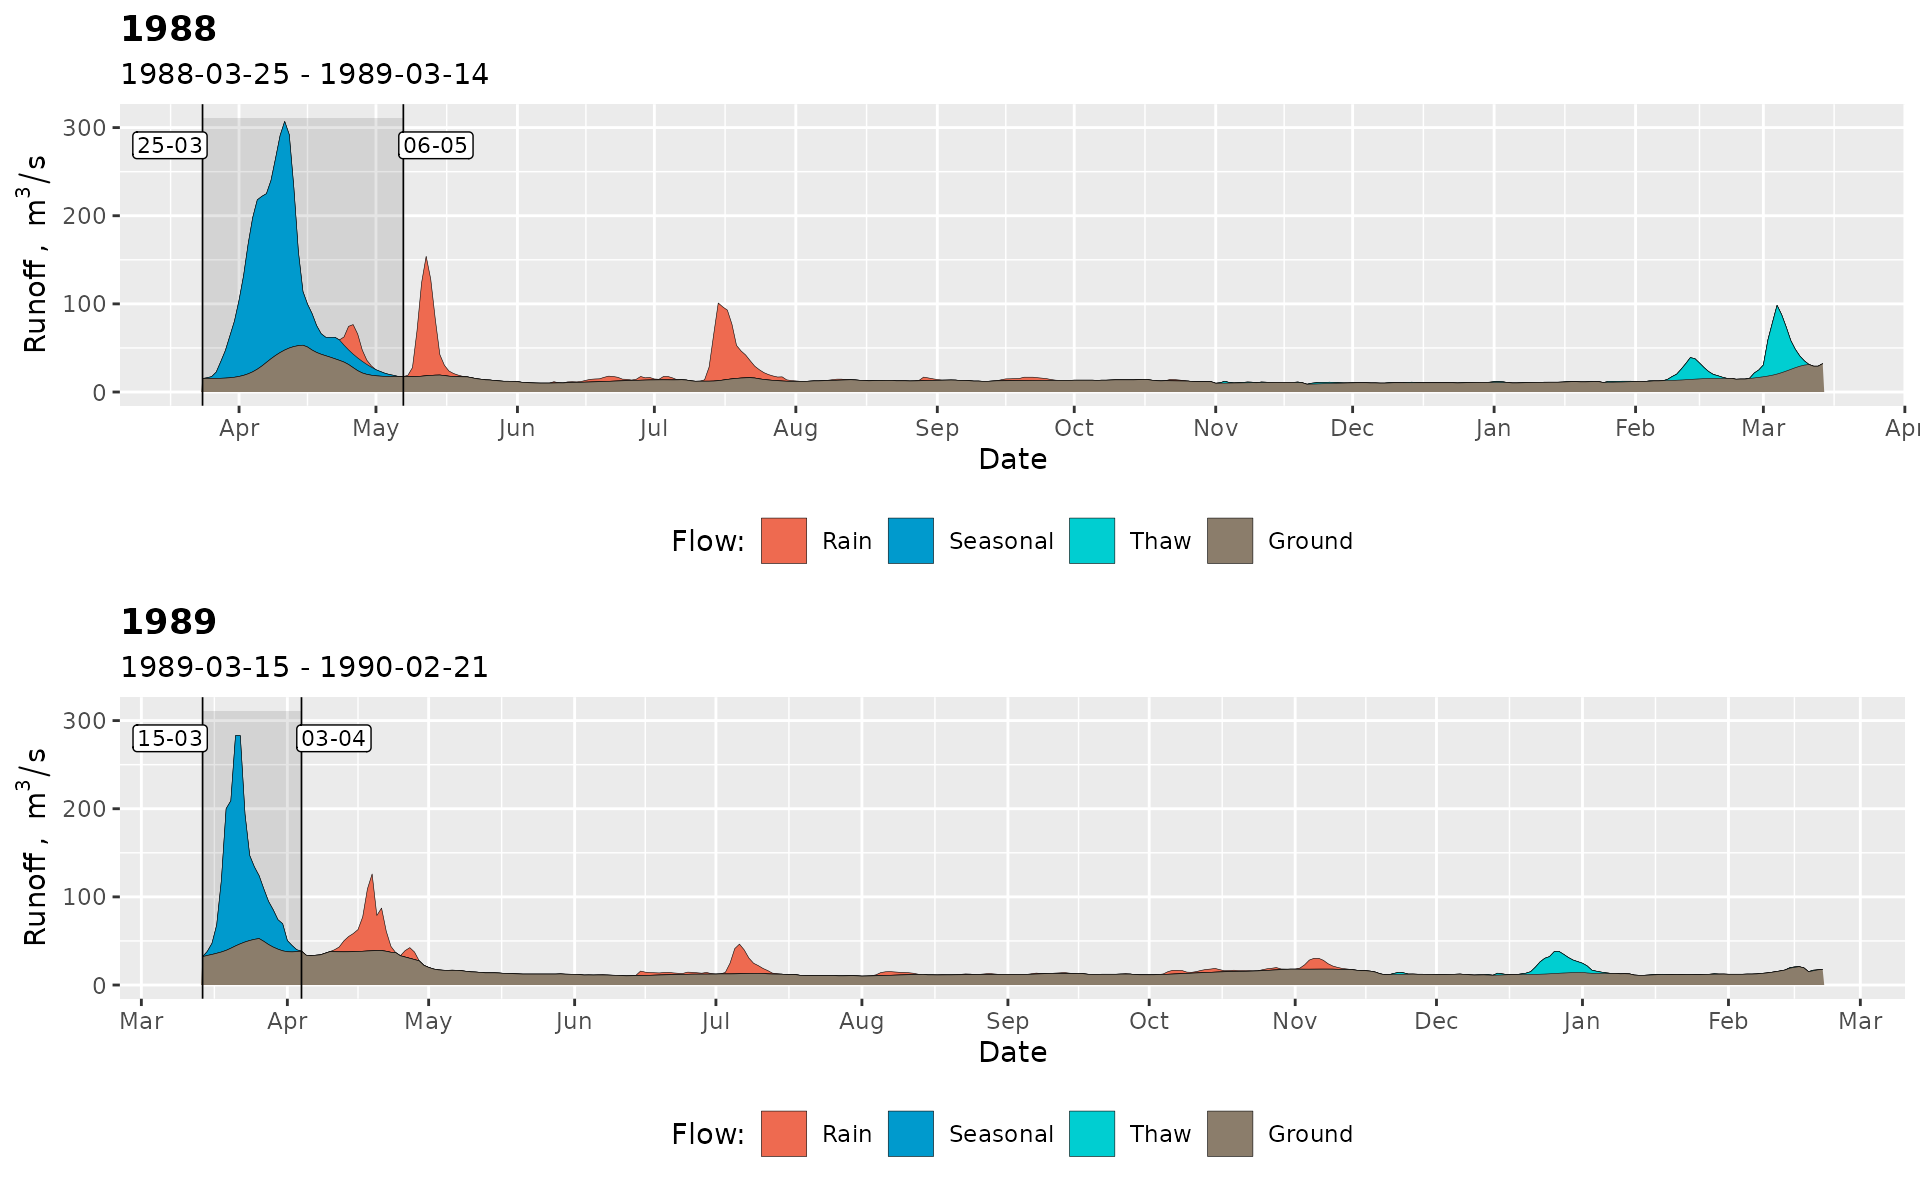 1988
1988-03-25 - 1989-03-14
Runoff , m³/s
300
200
100
0
25-03
06-05
Apr May Jun Jul Aug Sep Oct Nov Dec Jan Feb Mar Apr
Date
Flow: Rain Seasonal Thaw Ground
1989
1989-03-15 - 1990-02-21
Runoff , m³/s
300
200
100
0
15-03
03-04
Mar Apr May Jun Jul Aug Sep Oct Nov Dec Jan Feb Mar
Date
Flow: Rain Seasonal Thaw Ground